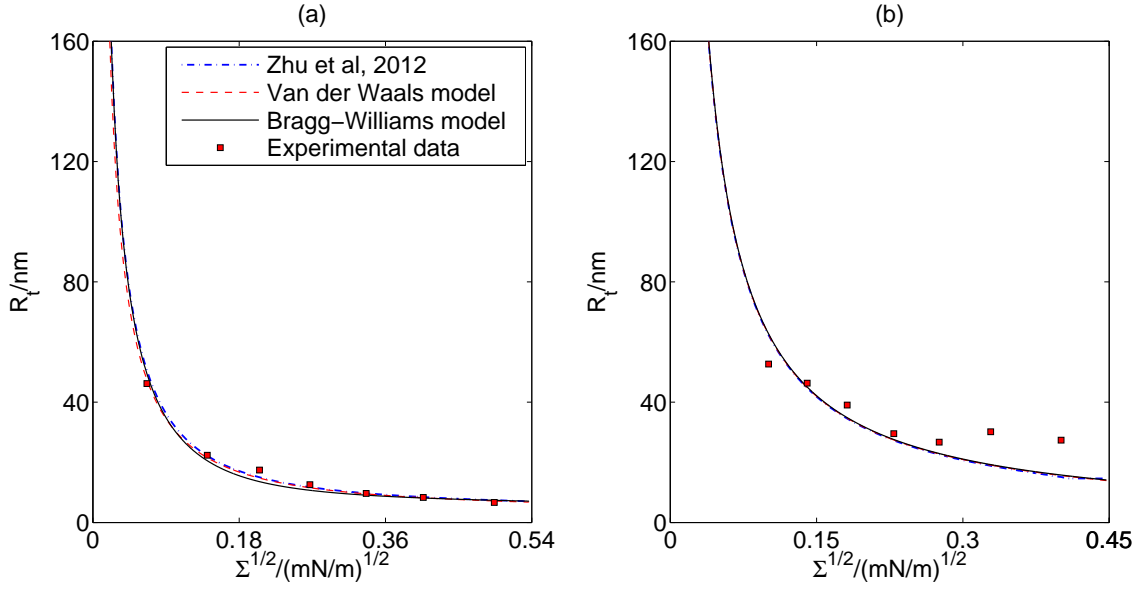 (a)
160
120
80
40
0
R_t/nm
Zhu et al, 2012
Van der Waals model
Bragg−Williams model
Experimental data
0 0.18 0.36 0.54
Σ^1/2/(mN/m)^1/2
(b)
160
120
80
40
0
R_t/nm
0 0.15 0.3 0.45
Σ^1/2/(mN/m)^1/2